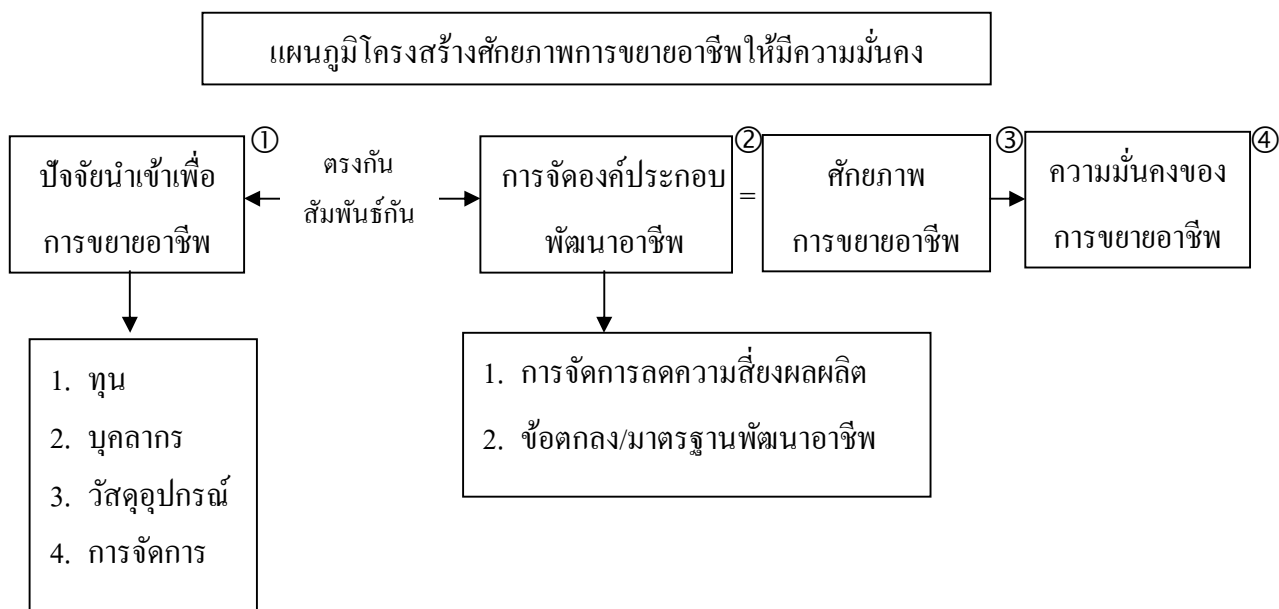 แผนภูมิโครงสร้างศักยภาพการขยายอาชีพให้มีความมั่นคง
①
ปัจจัยนำเข้าเพื่อ
การขยายอาชีพ
ตรงกัน
สัมพันธ์กัน
②
การจัดองค์ประกอบ
พัฒนาอาชีพ
=
③
ศักยภาพ
การขยายอาชีพ
④
ความมั่นคงของ
การขยายอาชีพ
1. ทุน
2. บุคลากร
3. วัสดุอุปกรณ์
4. การจัดการ
1. การจัดการลดความสี่ยงผลผลิต
2. ข้อตกลง/มาตรฐานพัฒนาอาชีพ